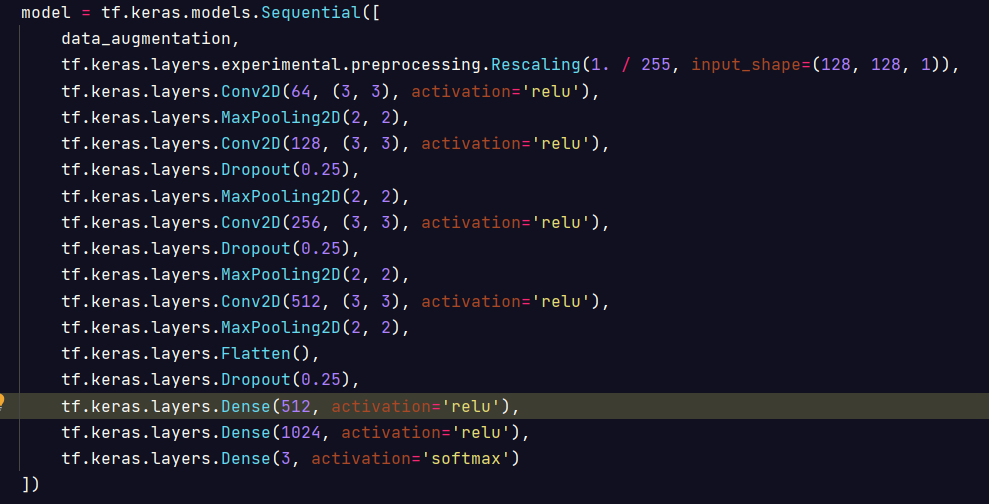 model = tf.keras.models.Sequential([
    data_augmentation,
    tf.keras.layers.experimental.preprocessing.Rescaling(1. / 255, input_shape=(128, 128, 1)),
    tf.keras.layers.Conv2D(64, (3, 3), activation='relu'),
    tf.keras.layers.MaxPooling2D(2, 2),
    tf.keras.layers.Conv2D(128, (3, 3), activation='relu'),
    tf.keras.layers.Dropout(0.25),
    tf.keras.layers.MaxPooling2D(2, 2),
    tf.keras.layers.Conv2D(256, (3, 3), activation='relu'),
    tf.keras.layers.Dropout(0.25),
    tf.keras.layers.MaxPooling2D(2, 2),
    tf.keras.layers.Conv2D(512, (3, 3), activation='relu'),
    tf.keras.layers.MaxPooling2D(2, 2),
    tf.keras.layers.Flatten(),
    tf.keras.layers.Dropout(0.25),
    tf.keras.layers.Dense(512, activation='relu'),
    tf.keras.layers.Dense(1024, activation='relu'),
    tf.keras.layers.Dense(3, activation='softmax')
])